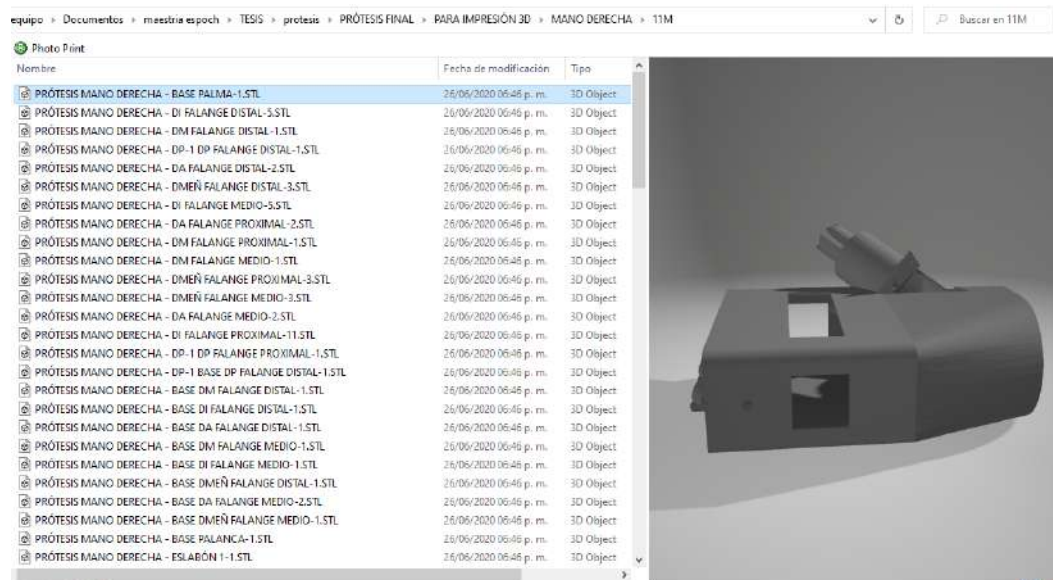 equipo › Documentos › maestria espoch › TESIS › protesis › PRÓTESIS FINAL › PARA IMPRESIÓN 3D › MANO DERECHA › 11M
Buscar en 11M
Photo Print
Nombre Fecha de modificación Tipo
PRÓTESIS MANO DERECHA - BASE PALMA-1.STL 26/06/2020 06:46 p. m. 3D Object
PRÓTESIS MANO DERECHA - DI FALANGE DISTAL-5.STL 26/06/2020 06:46 p. m. 3D Object
PRÓTESIS MANO DERECHA - DM FALANGE DISTAL-1.STL 26/06/2020 06:46 p. m. 3D Object
PRÓTESIS MANO DERECHA - DP-1 DP FALANGE DISTAL-1.STL 26/06/2020 06:46 p. m. 3D Object
PRÓTESIS MANO DERECHA - DA FALANGE DISTAL-2.STL 26/06/2020 06:46 p. m. 3D Object
PRÓTESIS MANO DERECHA - DMEÑ FALANGE DISTAL-3.STL 26/06/2020 06:46 p. m. 3D Object
PRÓTESIS MANO DERECHA - DI FALANGE MEDIO-5.STL 26/06/2020 06:46 p. m. 3D Object
PRÓTESIS MANO DERECHA - DA FALANGE PROXIMAL-2.STL 26/06/2020 06:46 p. m. 3D Object
PRÓTESIS MANO DERECHA - DM FALANGE PROXIMAL-1.STL 26/06/2020 06:46 p. m. 3D Object
PRÓTESIS MANO DERECHA - DM FALANGE MEDIO-1.STL 26/06/2020 06:46 p. m. 3D Object
PRÓTESIS MANO DERECHA - DMEÑ FALANGE PROXIMAL-3.STL 26/06/2020 06:46 p. m. 3D Object
PRÓTESIS MANO DERECHA - DMEÑ FALANGE MEDIO-3.STL 26/06/2020 06:46 p. m. 3D Object
PRÓTESIS MANO DERECHA - DA FALANGE MEDIO-2.STL 26/06/2020 06:46 p. m. 3D Object
PRÓTESIS MANO DERECHA - DI FALANGE PROXIMAL-11.STL 26/06/2020 06:46 p. m. 3D Object
PRÓTESIS MANO DERECHA - DP-1 DP FALANGE PROXIMAL-1.STL 26/06/2020 06:46 p. m. 3D Object
PRÓTESIS MANO DERECHA - DP-1 BASE DP FALANGE DISTAL-1.STL 26/06/2020 06:46 p. m. 3D Object
PRÓTESIS MANO DERECHA - BASE DM FALANGE DISTAL-1.STL 26/06/2020 06:46 p. m. 3D Object
PRÓTESIS MANO DERECHA - BASE DI FALANGE DISTAL-1.STL 26/06/2020 06:46 p. m. 3D Object
PRÓTESIS MANO DERECHA - BASE DA FALANGE DISTAL-1.STL 26/06/2020 06:46 p. m. 3D Object
PRÓTESIS MANO DERECHA - BASE DM FALANGE MEDIO-1.STL 26/06/2020 06:46 p. m. 3D Object
PRÓTESIS MANO DERECHA - BASE DI FALANGE MEDIO-1.STL 26/06/2020 06:46 p. m. 3D Object
PRÓTESIS MANO DERECHA - BASE DMEÑ FALANGE DISTAL-1.STL 26/06/2020 06:46 p. m. 3D Object
PRÓTESIS MANO DERECHA - BASE DA FALANGE MEDIO-2.STL 26/06/2020 06:46 p. m. 3D Object
PRÓTESIS MANO DERECHA - BASE DMEÑ FALANGE MEDIO-1.STL 26/06/2020 06:46 p. m. 3D Object
PRÓTESIS MANO DERECHA - BASE PALANCA-1.STL 26/06/2020 06:46 p. m. 3D Object
PRÓTESIS MANO DERECHA - ESLABÓN 1-1.STL 26/06/2020 06:46 p. m. 3D Object